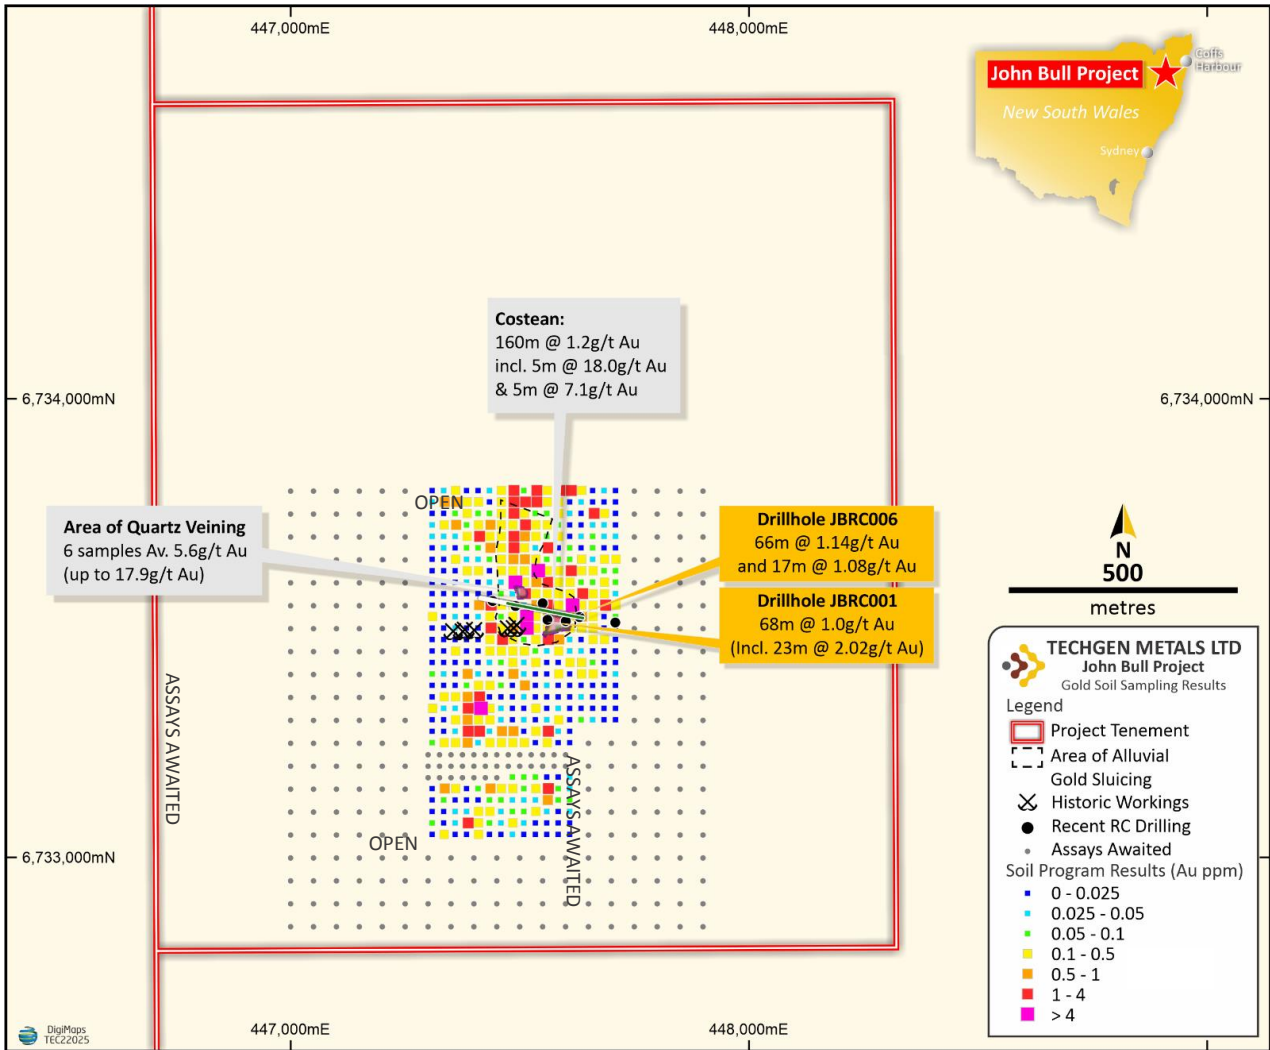 447,000mE
448,000mE
Coffs
Harbour
John Bull Project
New South Wales
Sydney
Costean:
160m @ 1.2g/t Au
incl. 5m @ 18.0g/t Au
& 5m @ 7.1g/t Au
6,734,000mN
6,734,000mN
OPEN
Area of Quartz Veining
6 samples Av. 5.6g/t Au
(up to 17.9g/t Au)
Drillhole JBRC006
66m @ 1.14g/t Au
and 17m @ 1.08g/t Au
Drillhole JBRC001
68m @ 1.0g/t Au
(Incl. 23m @ 2.02g/t Au)
N
500
metres
ASSAYS AWAITED
ASSAYS AWAITED
OPEN
6,733,000mN
TECHGEN METALS LTD
John Bull Project
Gold Soil Sampling Results
Legend
Project Tenement
Area of Alluvial
Gold Sluicing
Historic Workings
Recent RC Drilling
Assays Awaited
Soil Program Results (Au ppm)
0 - 0.025
0.025 - 0.05
0.05 - 0.1
0.1 - 0.5
0.5 - 1
1 - 4
> 4
447,000mE
448,000mE
DigiMaps
TEC22025